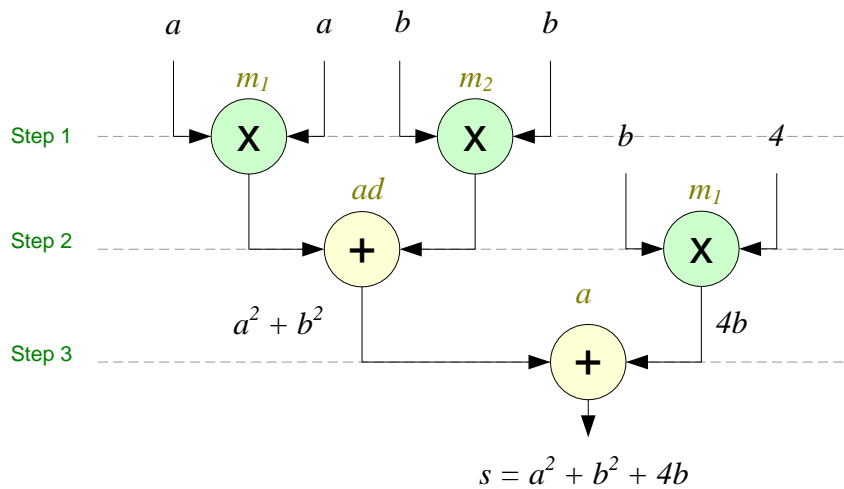 a a b b
m₁ m₂
Step 1
x x
b 4
ad m₁
Step 2
+ x
a² + b²
a
4b
Step 3
+
s = a² + b² + 4b